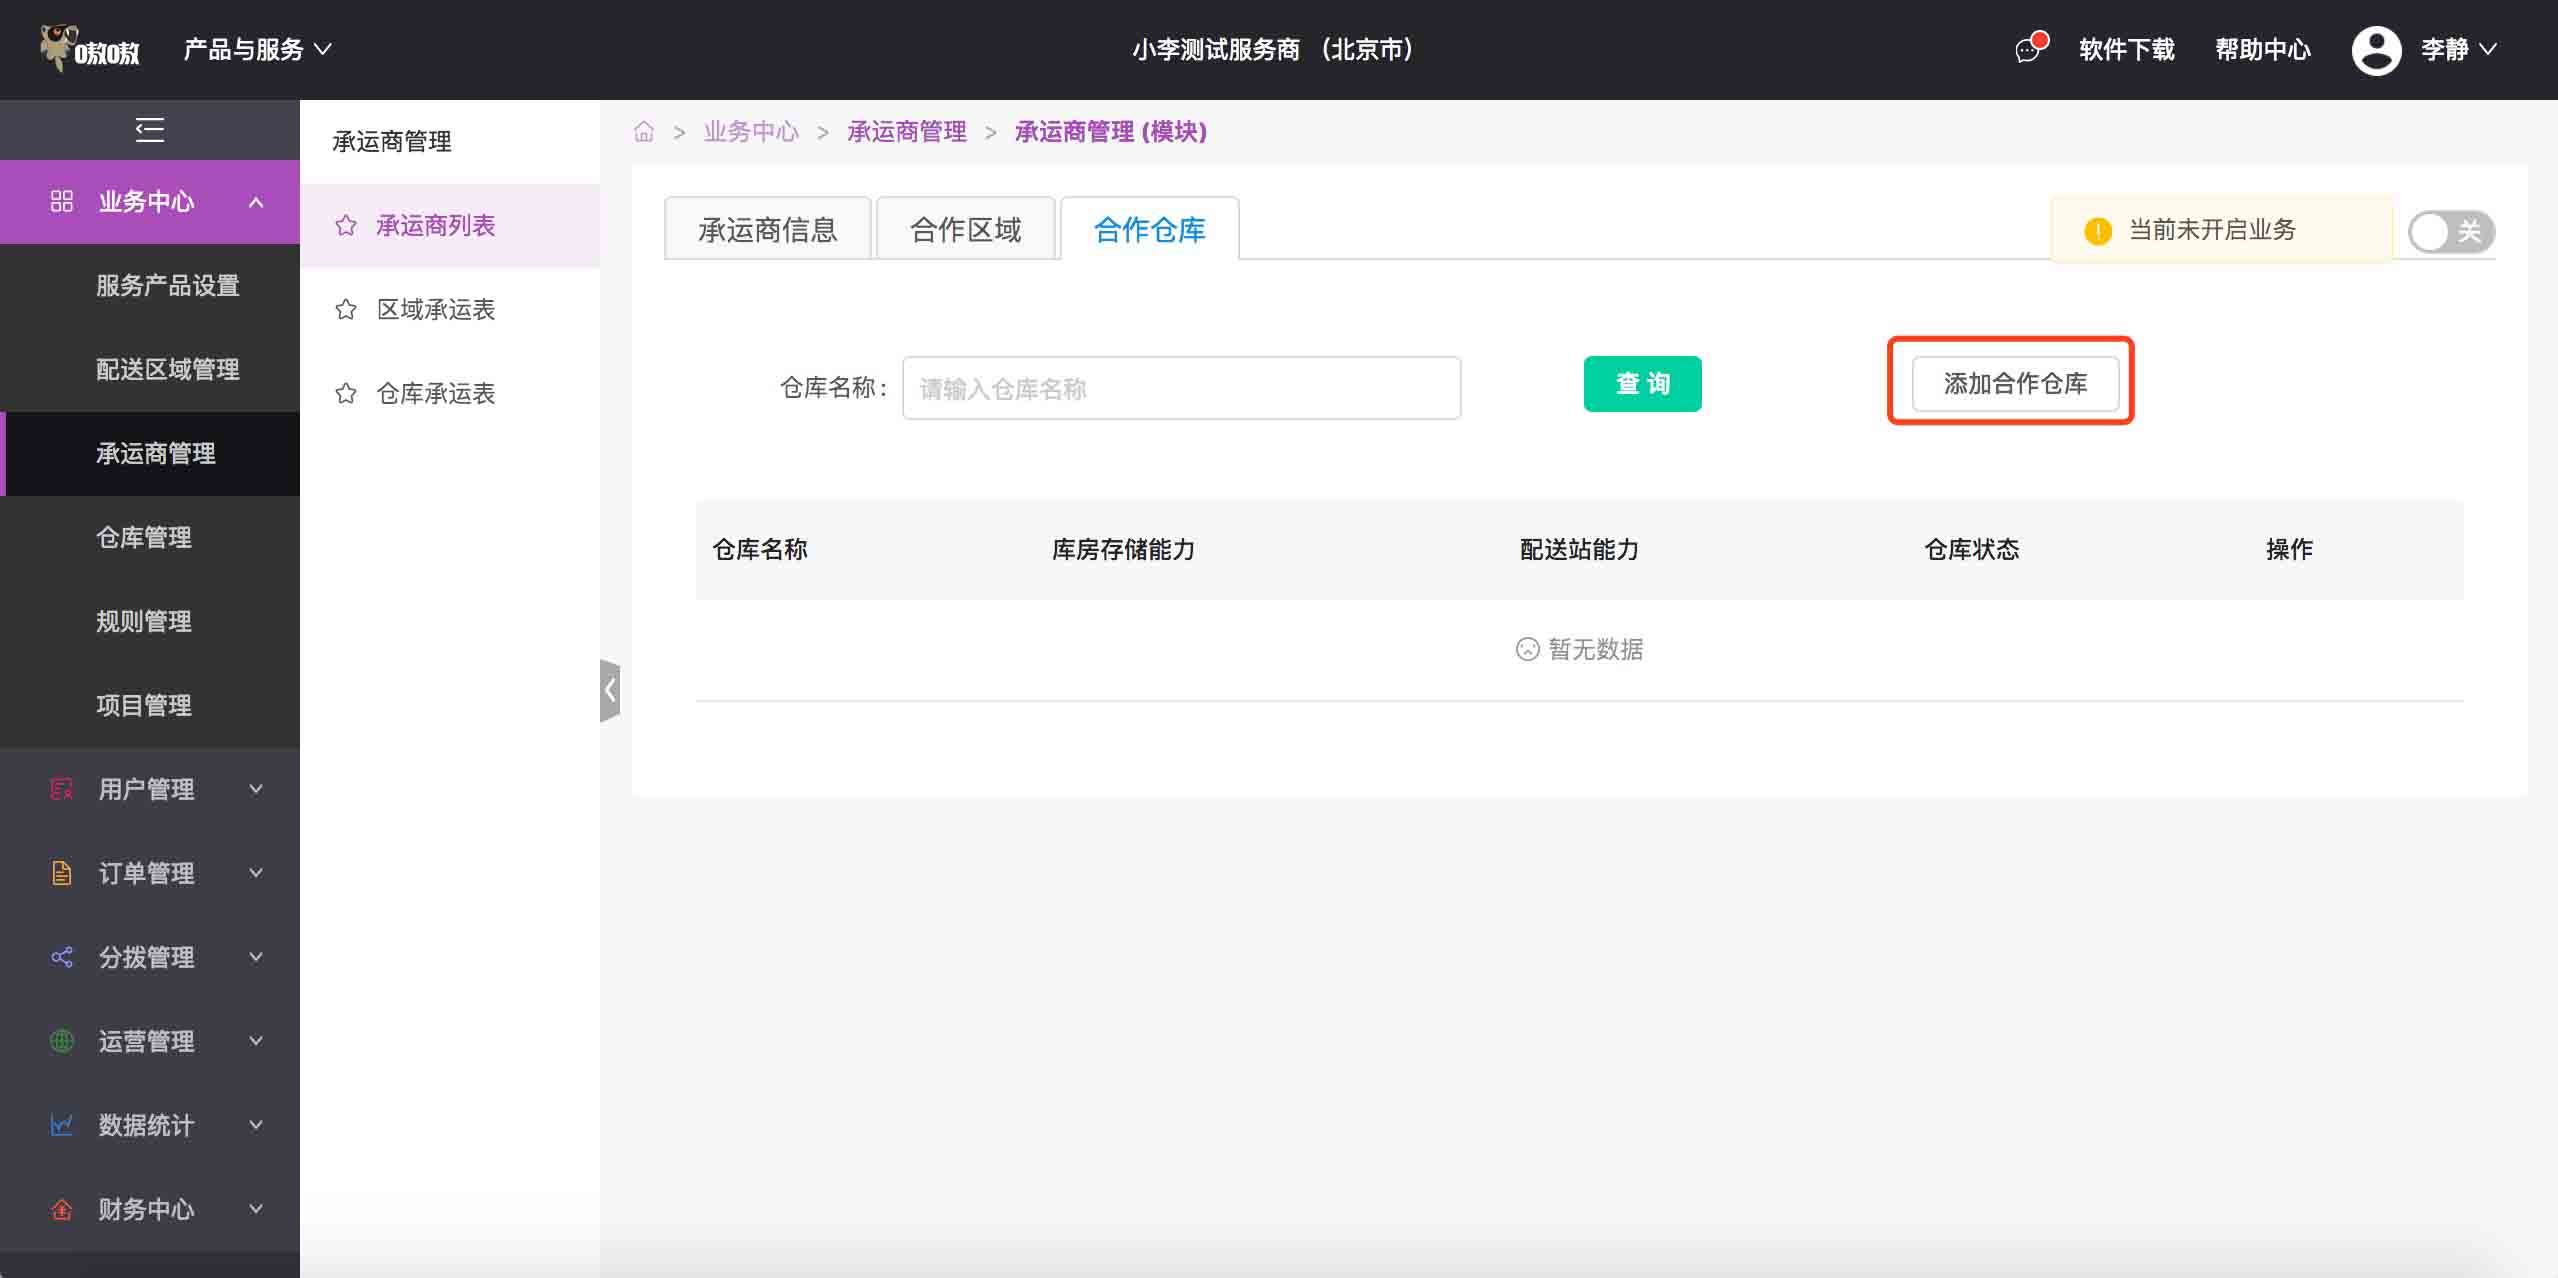 嗷嗷
产品与服务
小李测试服务商 （北京市）
软件下载
帮助中心
李静
业务中心
服务产品设置
配送区域管理
承运商管理
仓库管理
规则管理
项目管理
用户管理
订单管理
分拨管理
运营管理
数据统计
财务中心
承运商管理
承运商列表
区域承运表
仓库承运表
> 业务中心 > 承运商管理 > 承运商管理 (模块)
承运商信息
合作区域
合作仓库
当前未开启业务
关
仓库名称：
请输入仓库名称
查 询
添加合作仓库
仓库名称 库房存储能力 配送站能力 仓库状态 操作
暂无数据